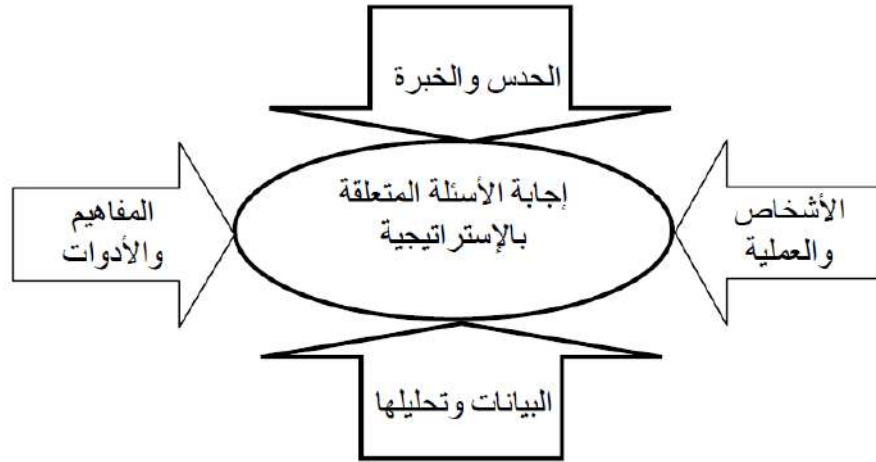 الحدس والخبرة
إجابة الأسئلة المتعلقة
بالإستراتيجية
الأشخاص
والعملية
المفاهيم
والأدوات
البيانات وتحليلها